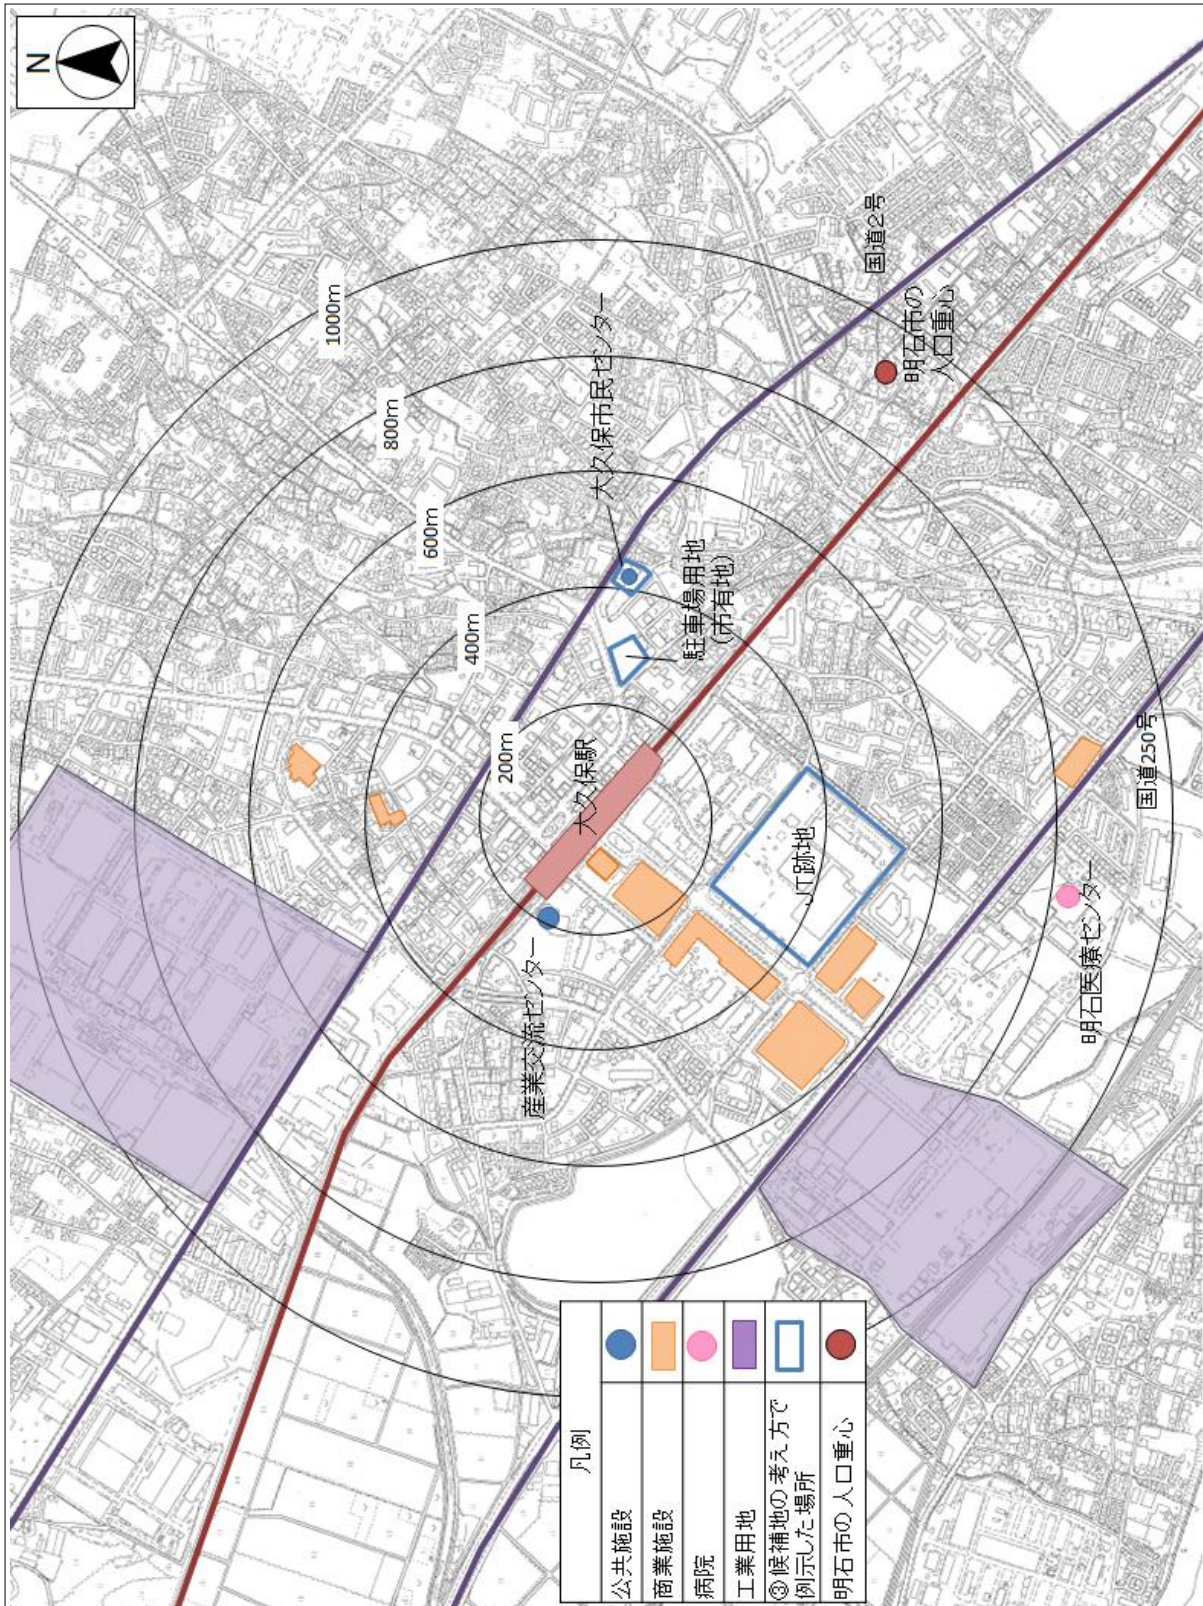 N
1000m
800m
600m
400m
200m
国道2号
大久保市民センター
明石市の
人口重心
駐車場用地
(市有地)
大久保駅
産業交流センター
JT跡地
国道250号
明石医療センター
凡例
公共施設
商業施設
病院
工業用地
③候補地の考え方で
例示した場所
明石市の人口重心